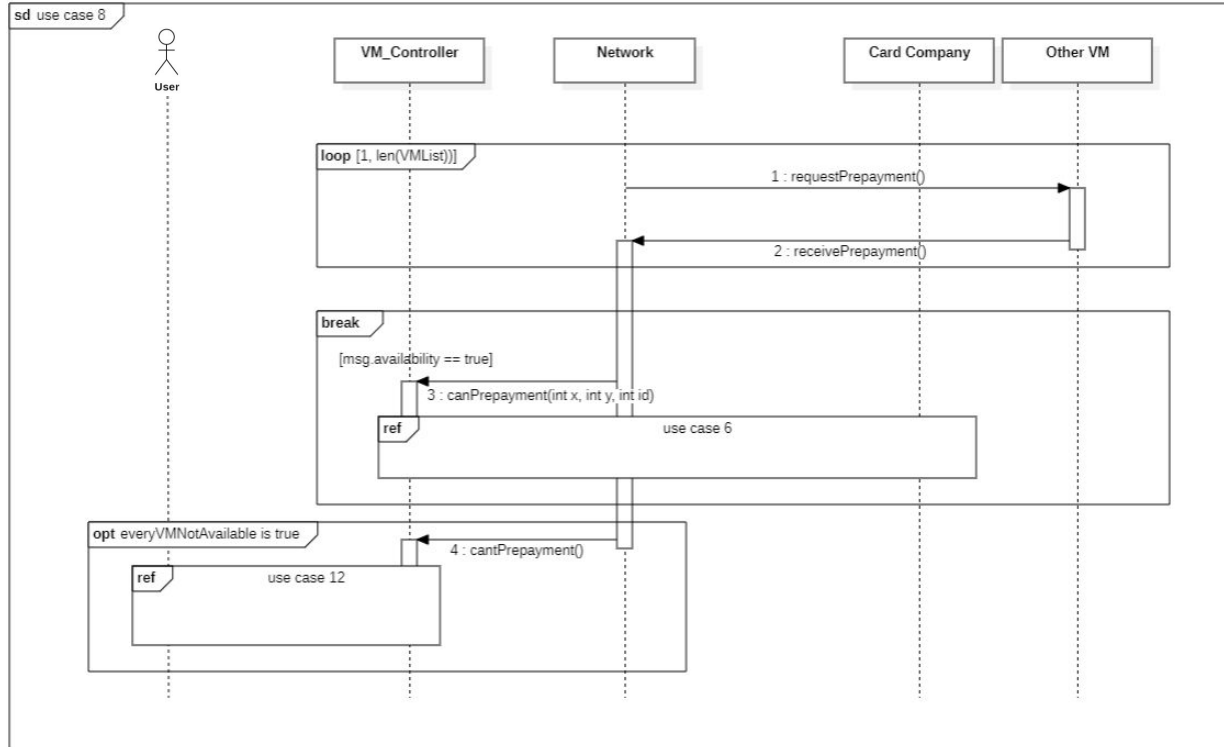 sd use case 8
User
VM_Controller
Network
Card Company
Other VM
loop [1, len(VMList))]
1 : requestPrepayment()
2 : receivePrepayment()
break
[msg.availability == true]
3 : canPrepayment(int x, int y, int id)
ref use case 6
opt everyVMNotAvailable is true
4 : cantPrepayment()
ref use case 12